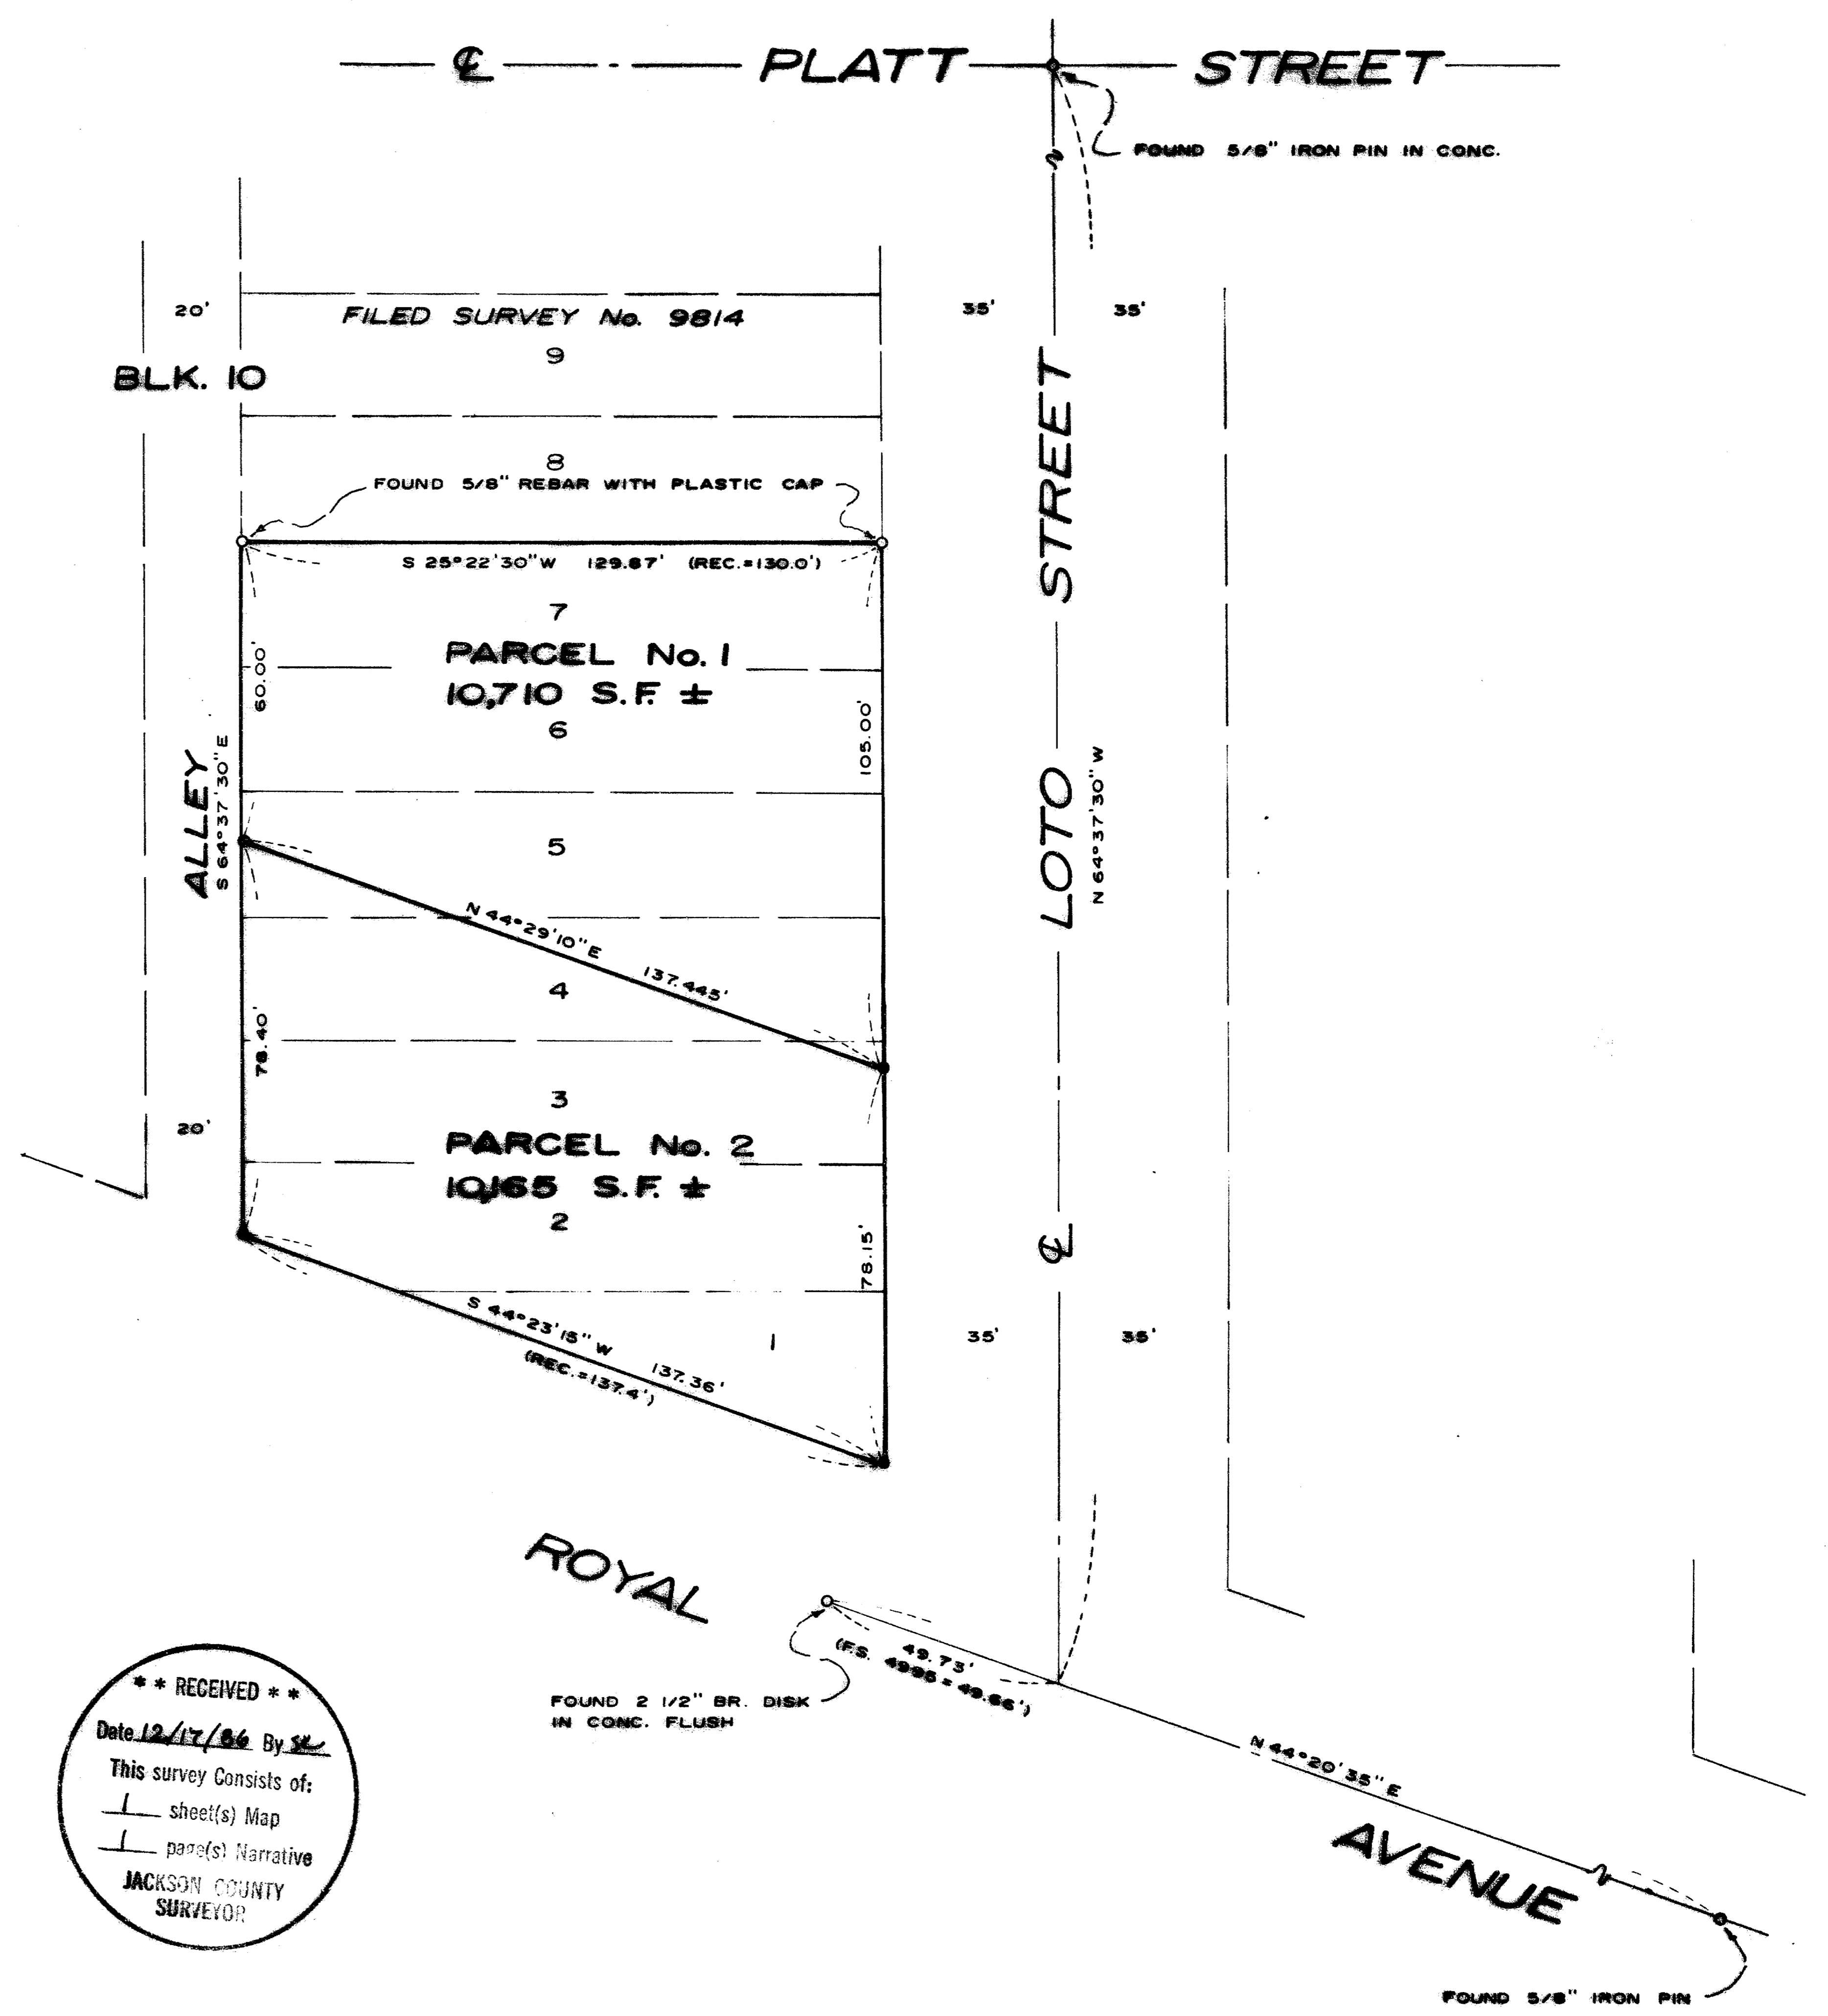 ℄ PLATT STREET
FOUND 5/8" IRON PIN IN CONC.
20'
FILED SURVEY No. 9814
35' 35'
9
BLK. 10
8
FOUND 5/8" REBAR WITH PLASTIC CAP
S 25°22'30" W 129.87' (REC.=130.0')
7
PARCEL No. 1
10,710 S.F. ±
6
60.00'
105.00'
ALLEY
S 64°37'30" E
LOTO STREET
N 64°37'30" W
5
N 44°29'10" E 137.445'
4
78.40'
3
20'
PARCEL No. 2
10,165 S.F. ±
2
78.15'
℄
S 44°23'15" W 137.36'
(REC.=137.4')
1
35' 35'
ROYAL AVENUE
49.73'
(F.S. 4995 = 49.66')
FOUND 2 1/2" BR. DISK
IN CONC. FLUSH
N 44°20'35" E
FOUND 5/8" IRON PIN
* * RECEIVED * *
Date 12/17/86 By SK
This survey Consists of:
1 sheet(s) Map
1 page(s) Narrative
JACKSON COUNTY
SURVEYOR